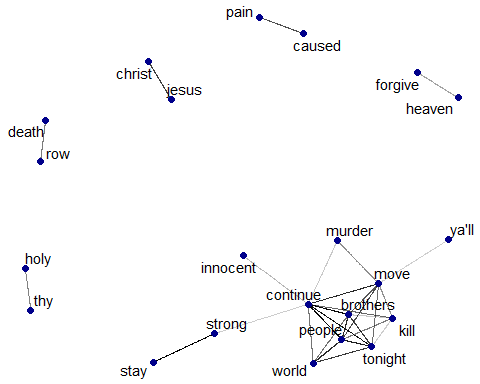 pain
caused
christ
jesus
forgive
heaven
death
row
murder
ya'll
holy
innocent
move
continue
thy
brothers
strong
people
kill
tonight
stay
world